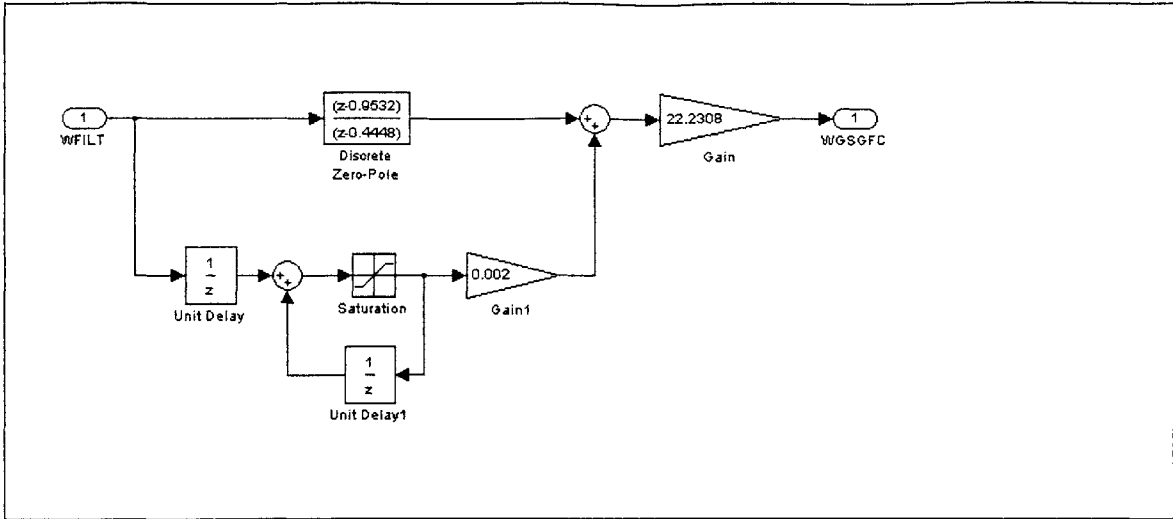 1
WFILT
(z-0.9532)
(z-0.4448)
Discrete
Zero-Pole
+
+
22.2308
Gain
1
WGSGFC
1
z
Unit Delay
+
+
Saturation
0.002
Gain1
1
z
Unit Delay1